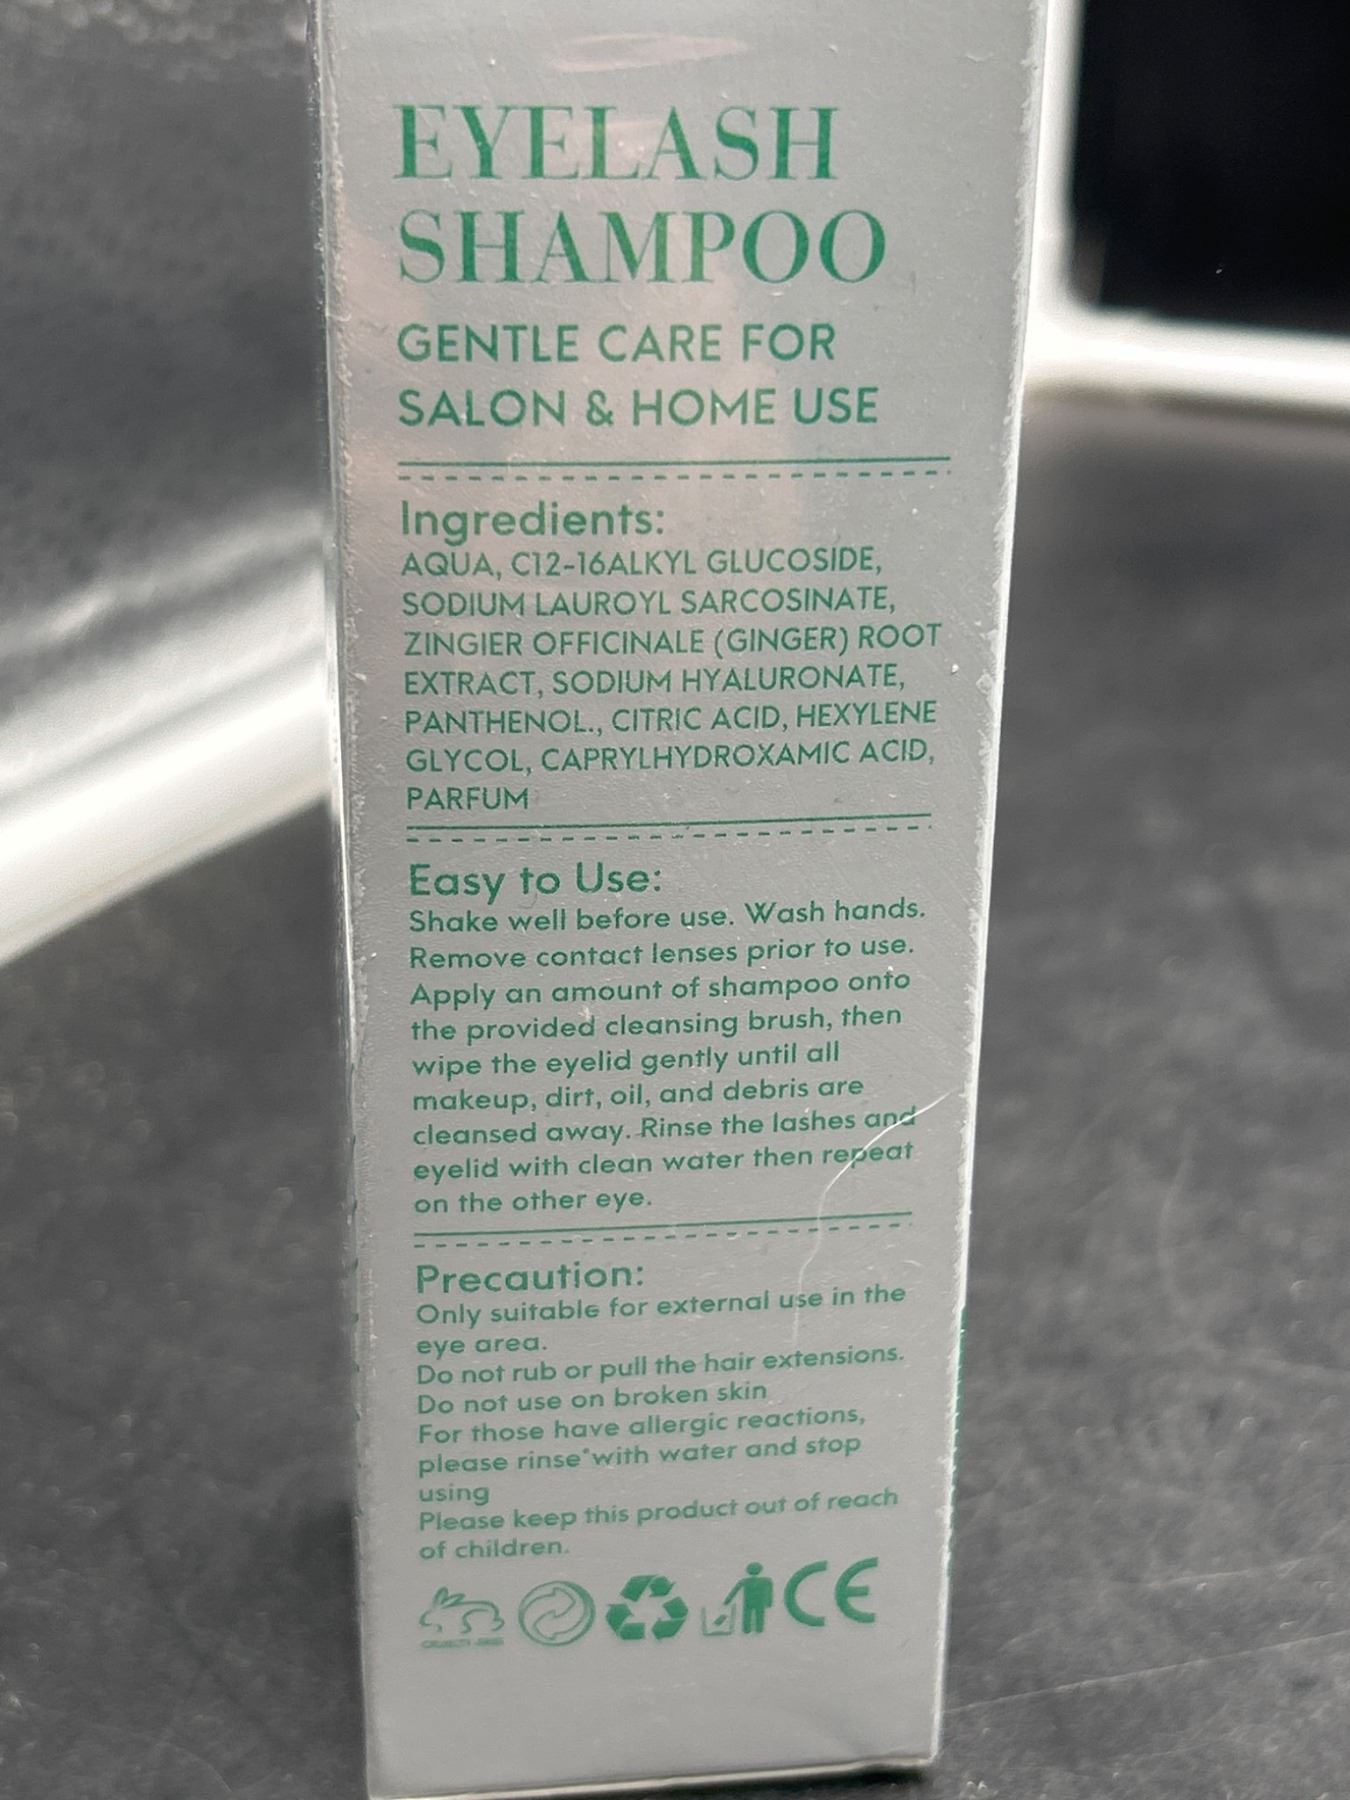 EYELASH
SHAMPOO
GENTLE CARE FOR
SALON & HOME USE
Ingredients:
AQUA, C12-16ALKYL GLUCOSIDE,
SODIUM LAUROYL SARCOSINATE,
ZINGIER OFFICINALE (GINGER) ROOT
EXTRACT, SODIUM HYALURONATE,
PANTHENOL., CITRIC ACID, HEXYLENE
GLYCOL, CAPRYLHYDROXAMIC ACID,
PARFUM
Easy to Use:
Shake well before use. Wash hands.
Remove contact lenses prior to use.
Apply an amount of shampoo onto
the provided cleansing brush, then
wipe the eyelid gently until all
makeup, dirt, oil, and debris are
cleansed away. Rinse the lashes and
eyelid with clean water then repeat
on the other eye.
Precaution:
Only suitable for external use in the
eye area.
Do not rub or pull the hair extensions.
Do not use on broken skin
For those have allergic reactions,
please rinse with water and stop
using
Please keep this product out of reach
of children.
CRUELTY FREE
CE